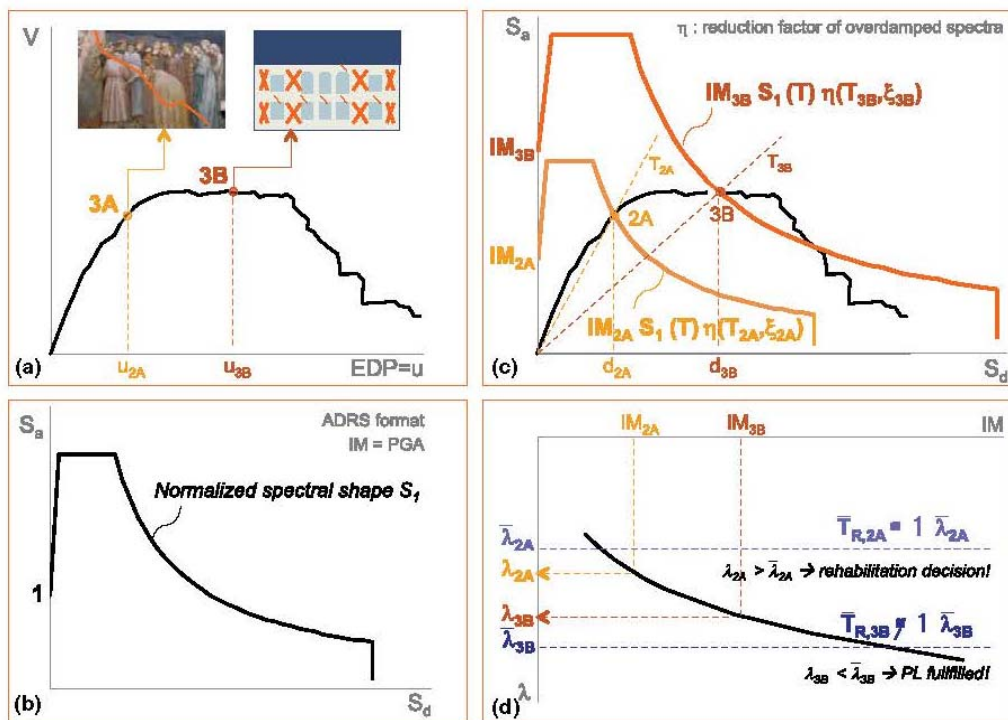 V
3A
3B
u2A
u3B
EDP=u
(a)
Sa
ADRS format
IM = PGA
Normalized spectral shape S1
1
(b)
Sd
Sa
η : reduction factor of overdamped spectra
IM3B S1 (T) η(T3B,ξ3B)
IM3B
T2A
T3B
2A
3B
IM2A
IM2A S1 (T) η(T2A,ξ2A)
(c)
d2A
d3B
Sd
IM2A
IM3B
IM
λ̅2A
T̅R,2A = 1 λ̅2A
λ2A
λ2A > λ̅2A → rehabilitation decision!
λ3B
T̅R,3B = 1 λ̅3B
λ̅3B
λ3B < λ̅3B → PL fullfilled!
(d)
λ